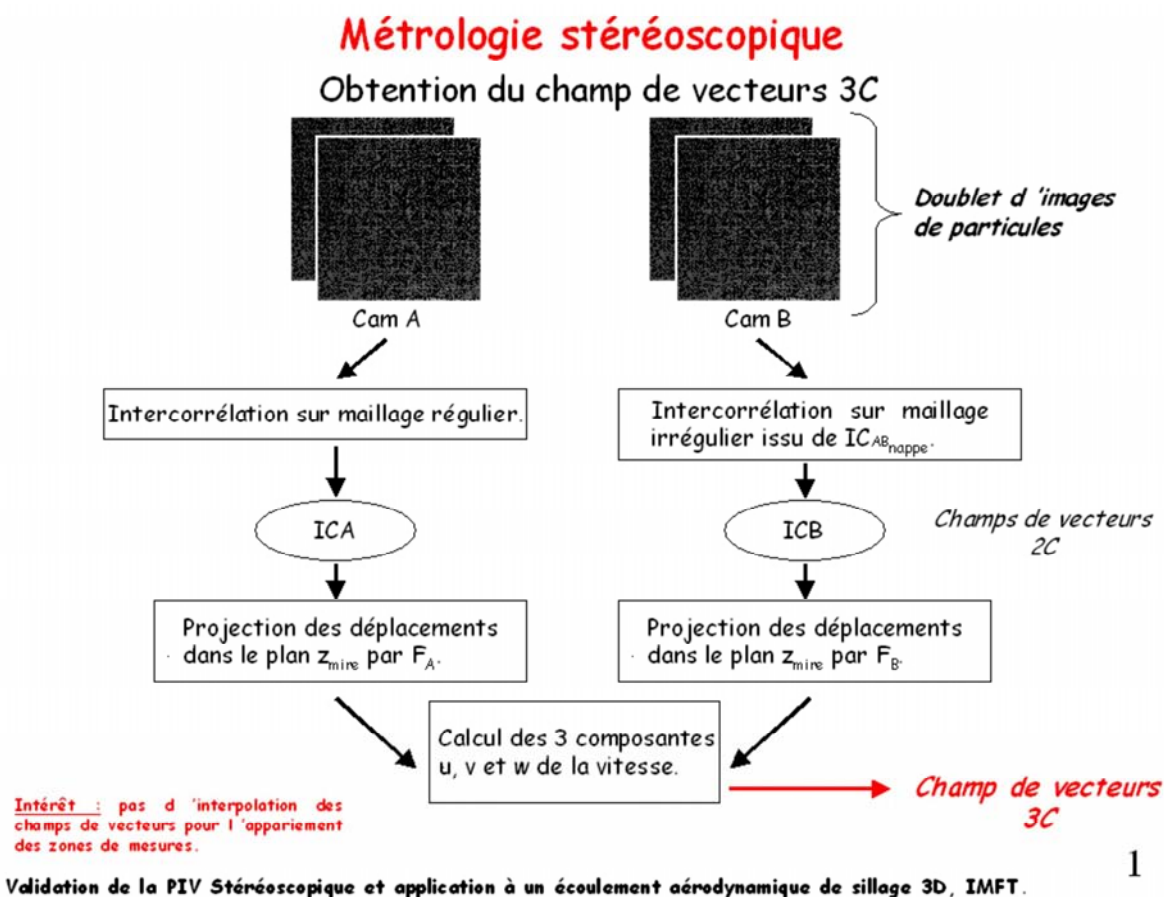 Métrologie stéréoscopique
Obtention du champ de vecteurs 3C
Doublet d 'images
de particules
Cam A
Cam B
Intercorrélation sur maillage régulier.
Intercorrélation sur maillage
irrégulier issu de ICAB nappe.
ICA
ICB
Champs de vecteurs
2C
Projection des déplacements
dans le plan zmire par FA.
Projection des déplacements
dans le plan zmire par FB.
Calcul des 3 composantes
u, v et w de la vitesse.
Champ de vecteurs
3C
Intérêt : pas d 'interpolation des
champs de vecteurs pour l 'appariement
des zones de mesures.
1
Validation de la PIV Stéréoscopique et application à un écoulement aérodynamique de sillage 3D, IMFT.